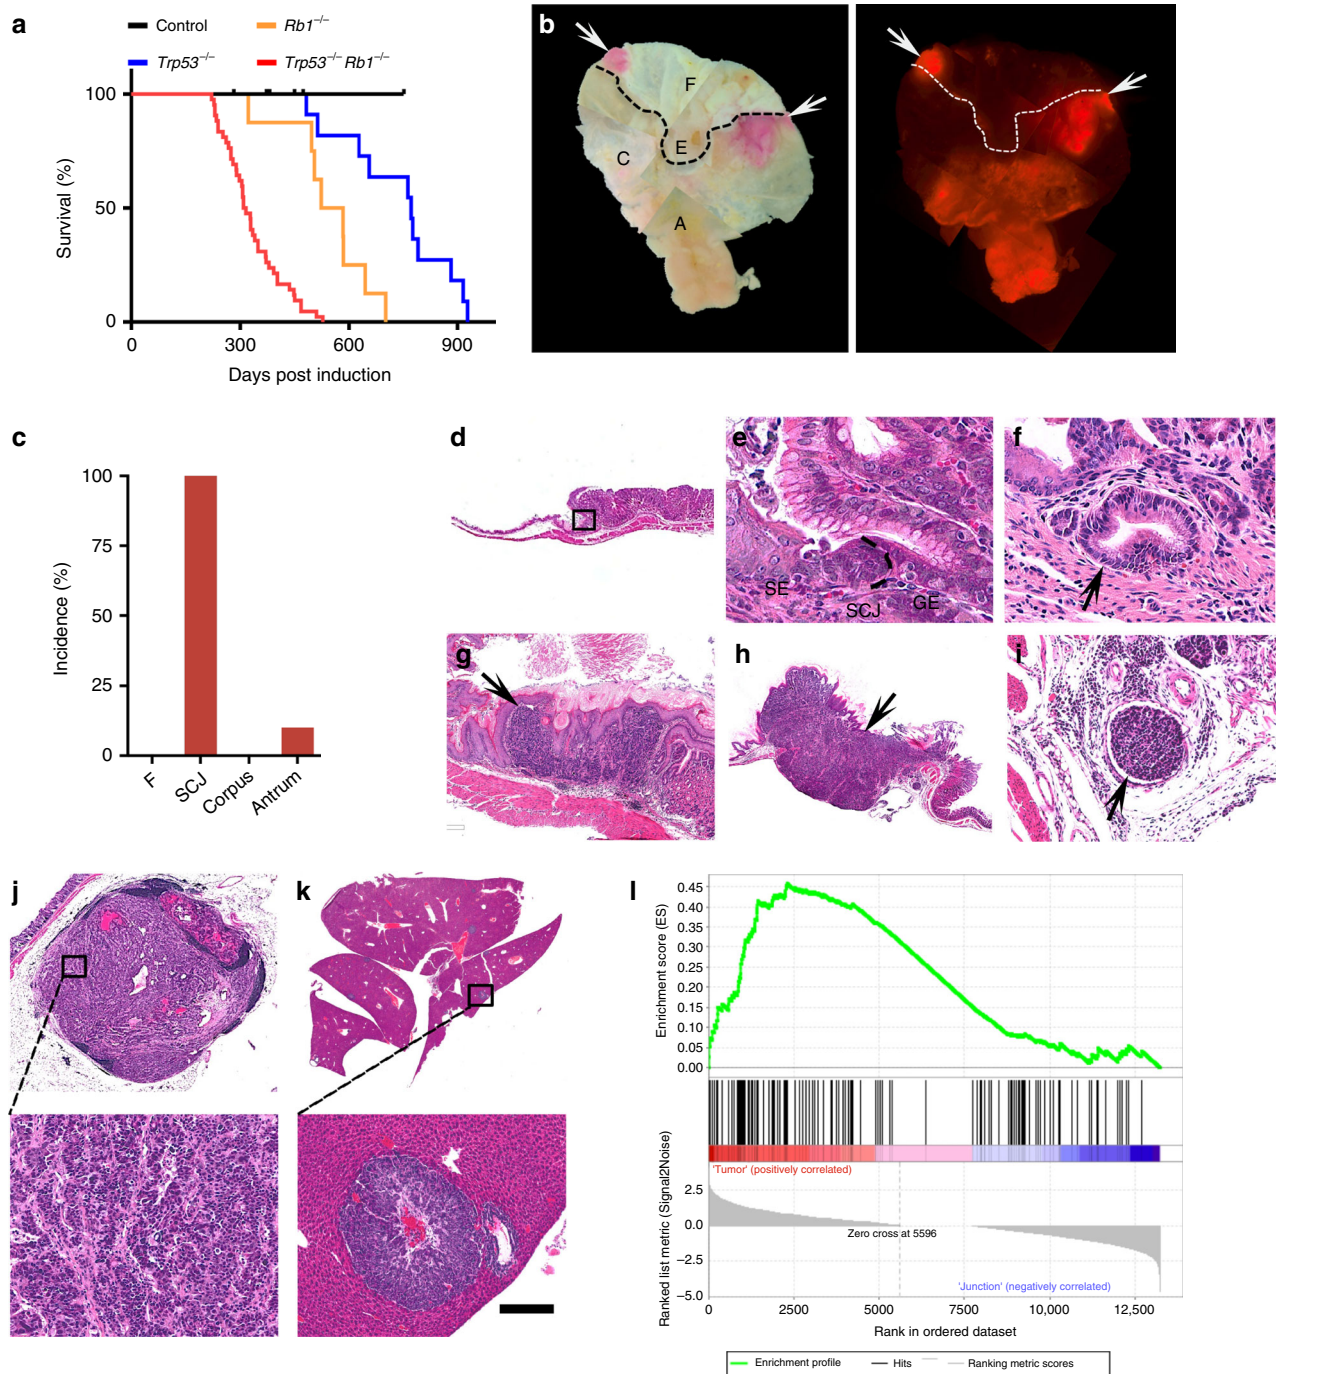 a
Control
Rb1−/−
Trp53−/−
Trp53−/− Rb1−/−
100
50
0
Survival (%)
0 300 600 900
Days post induction
b
F
C
E
A
c
100
75
50
25
0
Incidence (%)
F
SCJ
Corpus
Antrum
d
e
SE
SCJ
GE
f
g
h
i
j
k
l
0.45
0.40
0.35
0.30
0.25
0.20
0.15
0.10
0.05
0.00
Enrichment score (ES)
'Tumor' (positively correlated)
2.5
0.0
−2.5
−5.0
Ranked list metric (Signal2Noise)
Zero cross at 5596
'Junction' (negatively correlated)
0 2500 5000 7500 10,000 12,500
Rank in ordered dataset
Enrichment profile Hits Ranking metric scores